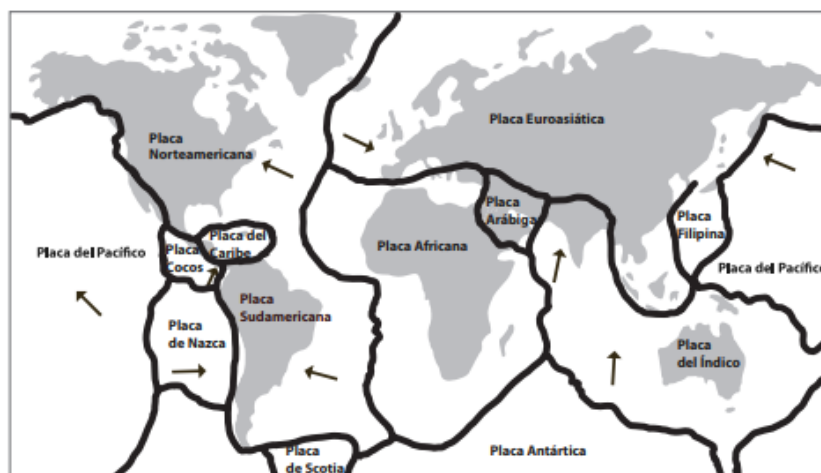 Placa
Norteamericana
Placa Euroasiática
Placa
Arábiga
Placa
Filipina
Placa del Pacífico
Placa
Cocos
Placa del
Caribe
Placa Africana
Placa del Pacífico
Placa
Sudamericana
Placa
de Nazca
Placa
del Índico
Placa
de Scotia
Placa Antártica